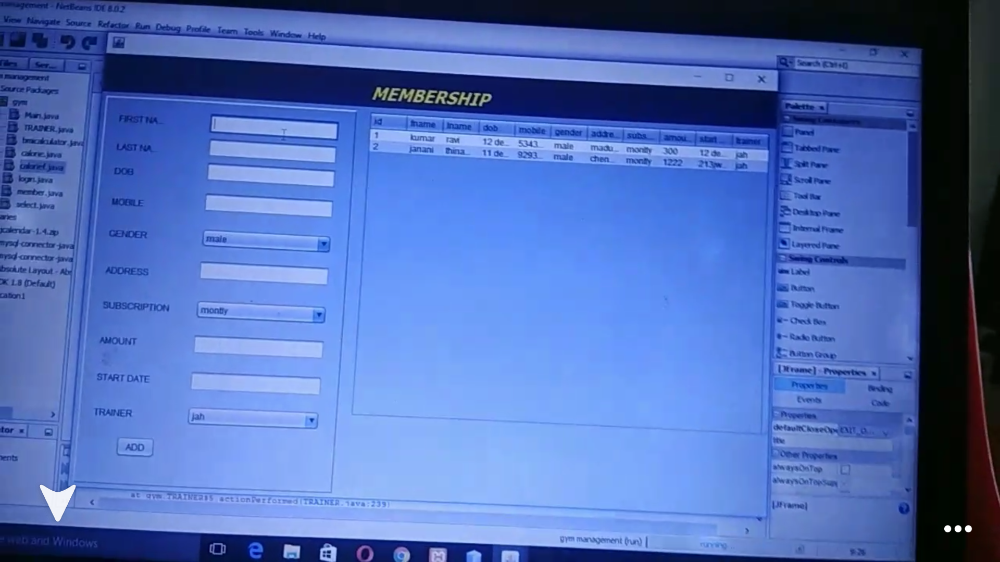 management - NetBeans IDE 8.0.2
View Navigate Source Refactor Run Debug Profile Team Tools Window Help
Search (Ctrl+I)
Files Ser...
management
Source Packages
gym
Main.java
TRAINER.java
bmicalculator.java
calorie.java
calorief.java
login.java
member.java
select.java
aries
jcalendar-1.4.zip
mysql-connector-java
mysql-connector-java
Absolute Layout - Abs
DK 1.8 (Default)
cation1
tor
ents
MEMBERSHIP
FIRST NA...
LAST NA...
DOB
MOBILE
GENDER male
ADDRESS
SUBSCRIPTION montly
AMOUNT
START DATE
TRAINER jah
ADD
id fname lname dob mobile gender addre... subs... amou... start... trainer
1 kumar ravi 12 de... 5343... male madu... montly 300 12 de... jah
2 janani thina... 11 de... 9293... male chen... montly 1222 213jw... jah
at gym.TRAINER$5 actionPerformed(TRAINER.java:239)
gym management (run) running...
9:26
Palette
Swing Containers
Panel
Tabbed Pane
Split Pane
Scroll Pane
Tool Bar
Desktop Pane
Internal Frame
Layered Pane
Swing Controls
Label
Button
Toggle Button
Check Box
Radio Button
Button Group
[JFrame] - Properties
Properties Binding
Events Code
Properties
defaultCloseOpe EXIT_O...
title
Other Properties
alwaysOnTop
alwaysOnTopSupp
[JFrame]
e web and Windows